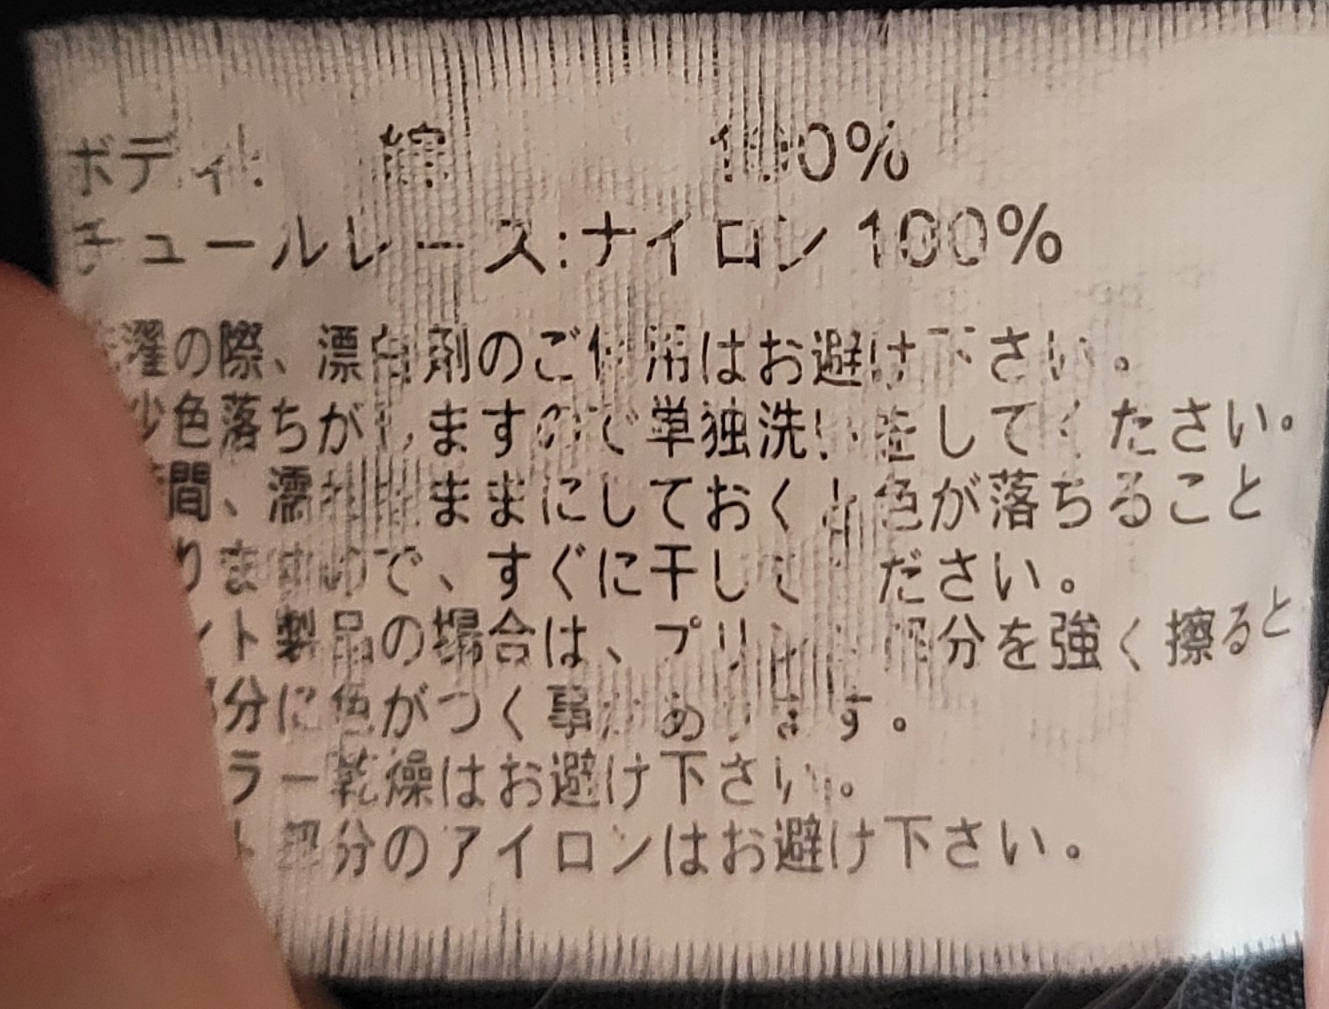 ボディ: 綿 100%
チュールレース:ナイロン 100%
濯の際、漂白剤のご使用はお避け下さい。
少色落ちがしますので単独洗いをしてください。
間、濡れたままにしておくと色が落ちること
りますので、すぐに干してください。
ント製品の場合は、プリント部分を強く擦ると
部分に色がつく事があります。
ラー乾燥はお避け下さい。
ト部分のアイロンはお避け下さい。